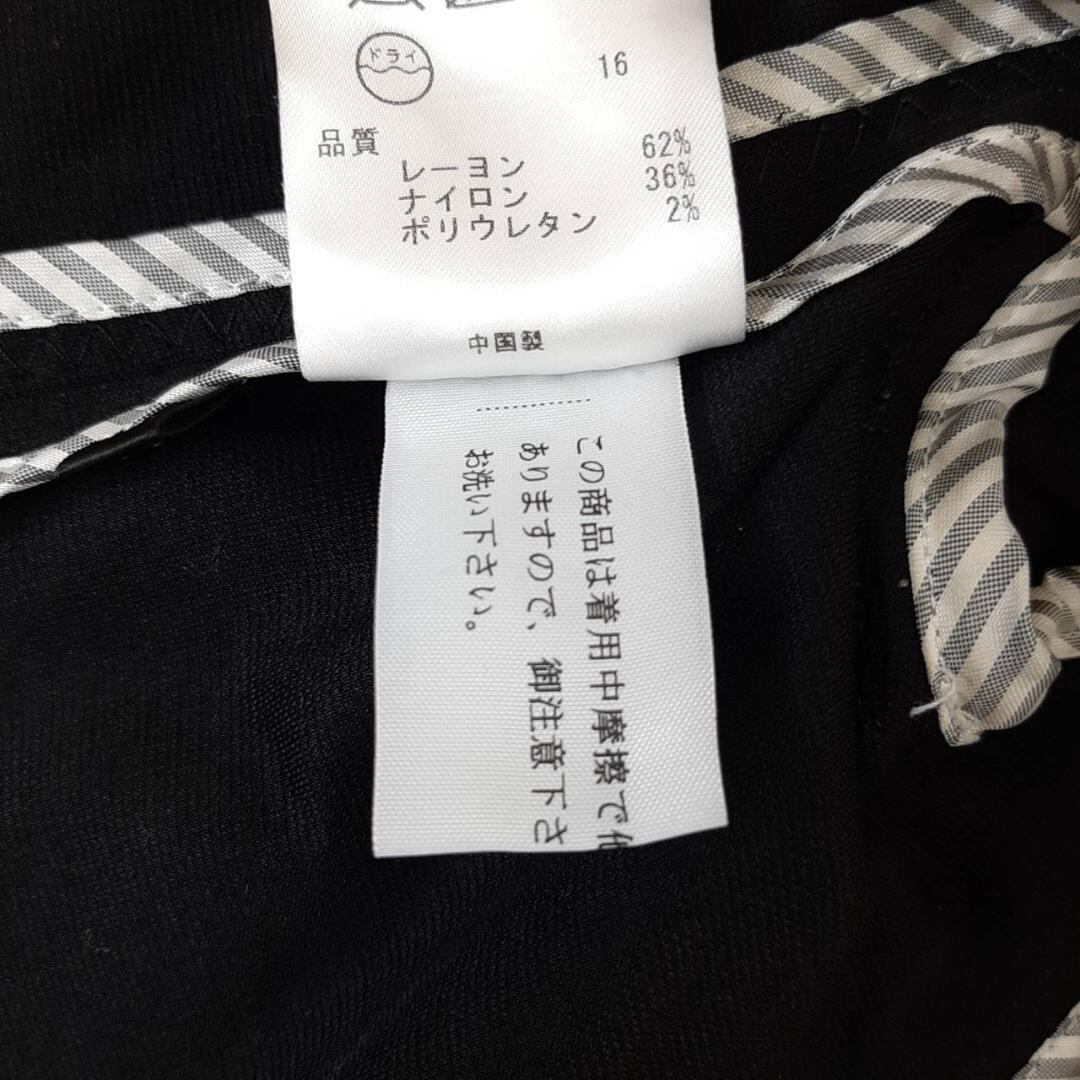 ドライ
16
品質
レーヨン 62%
ナイロン 36%
ポリウレタン 2%
中国製
この商品は着用中摩擦で
ありますので、御注意下さ
お洗い下さい。